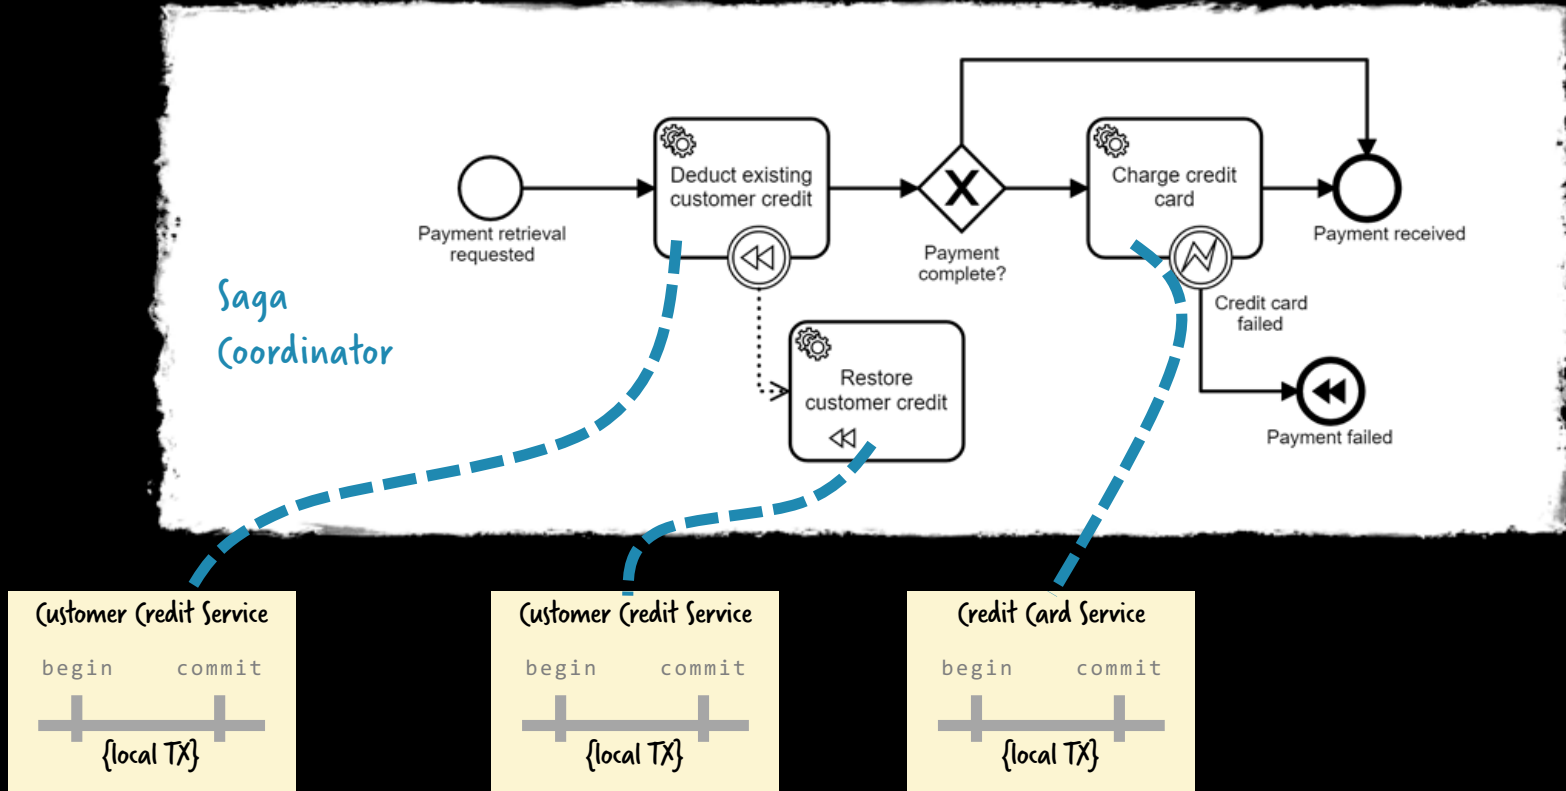 Deduct existing
customer credit
Charge credit
card
Payment retrieval
requested
Payment
complete?
Payment received
Saga
Coordinator
Credit card
failed
Restore
customer credit
Payment failed
Customer Credit Service
begin commit
{local TX}
Customer Credit Service
begin commit
{local TX}
Credit Card Service
begin commit
{local TX}